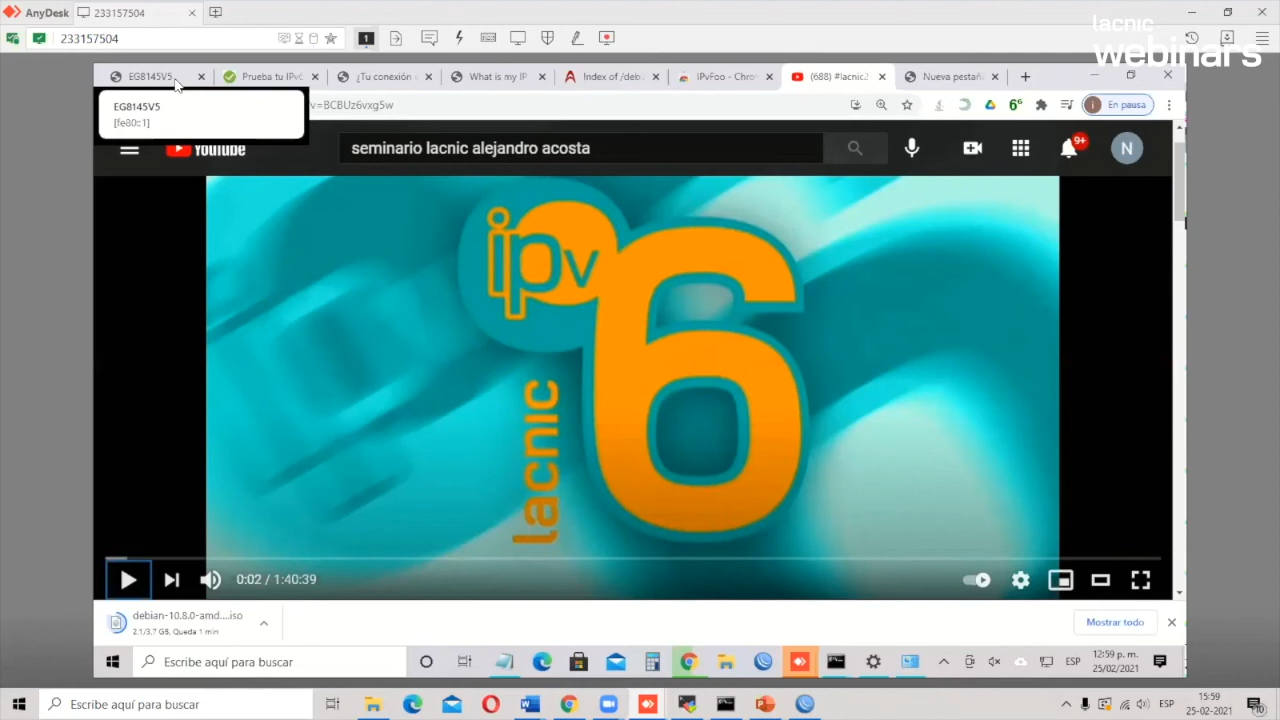 AnyDesk
233157504
233157504
1
lacnic
webinars
EG8145V5
Prueba tu IPv
¿Tu conexión
What is my IP
Index of /deb
iPvFoo - Chro
(688) #lacnic
Nueva pestañ
EG8145V5
[fe80::1]
v=BCBUz6vxg5w
6⁶
En pausa
YouTube
seminario lacnic alejandro acosta
9+
N
ipv
6
lacnic
0:02 / 1:40:39
debian-10.8.0-amd....iso
2.1/3.7 GB, Queda 1 min
Mostrar todo
Escribe aquí para buscar
ESP
12:59 p. m.
25/02/2021
Escribe aquí para buscar
ESP
15:59
25-02-2021